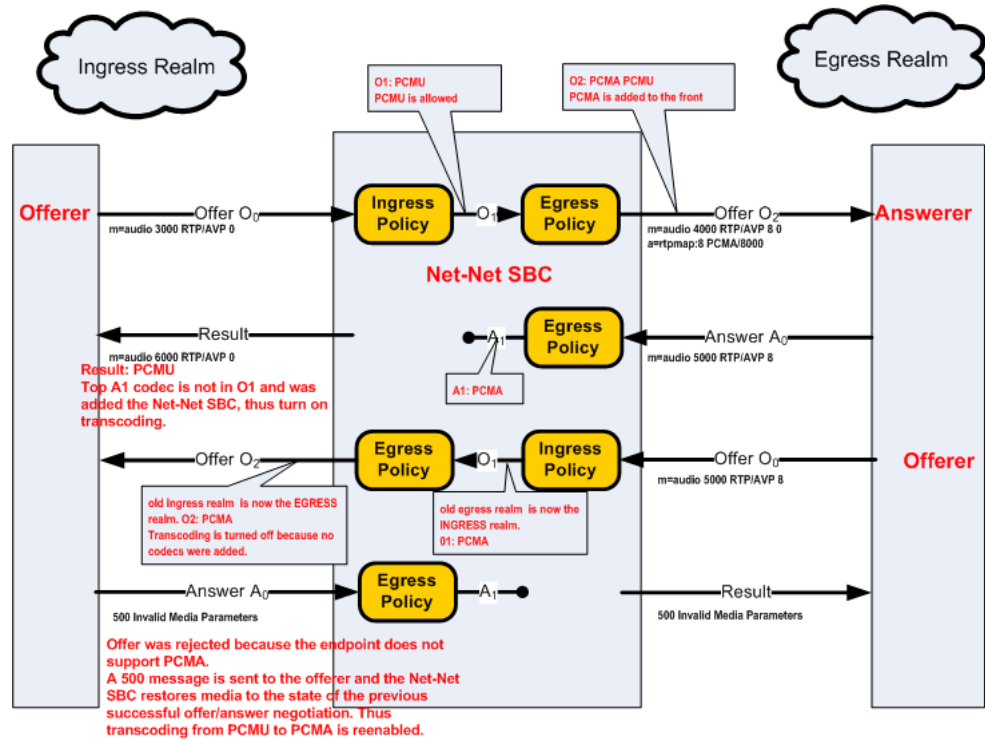 Ingress Realm
Egress Realm
O1: PCMU
PCMU is allowed
O2: PCMA PCMU
PCMA is added to the front
Offerer
Offer O0
m=audio 3000 RTP/AVP 0
Ingress
Policy
O1
Egress
Policy
Offer O2
m=audio 4000 RTP/AVP 8 0
a=rtpmap:8 PCMA/8000
Answerer
Net-Net SBC
Result
m=audio 6000 RTP/AVP 0
Result: PCMU
Top A1 codec is not in O1 and was
added the Net-Net SBC, thus turn on
transcoding.
A1
Egress
Policy
Answer A0
m=audio 5000 RTP/AVP 8
A1: PCMA
Offer O2
Egress
Policy
O1
Ingress
Policy
Offer O0
m=audio 5000 RTP/AVP 8
Offerer
old ingress realm is now the EGRESS
realm. O2: PCMA
Transcoding is turned off because no
codecs were added.
old egress realm is now the
INGRESS realm.
01: PCMA
Answer A0
500 Invalid Media Parameters
Egress
Policy
A1
Result
500 Invalid Media Parameters
Offer was rejected because the endpoint does not
support PCMA.
A 500 message is sent to the offerer and the Net-Net
SBC restores media to the state of the previous
successful offer/answer negotiation. Thus
transcoding from PCMU to PCMA is reenabled.